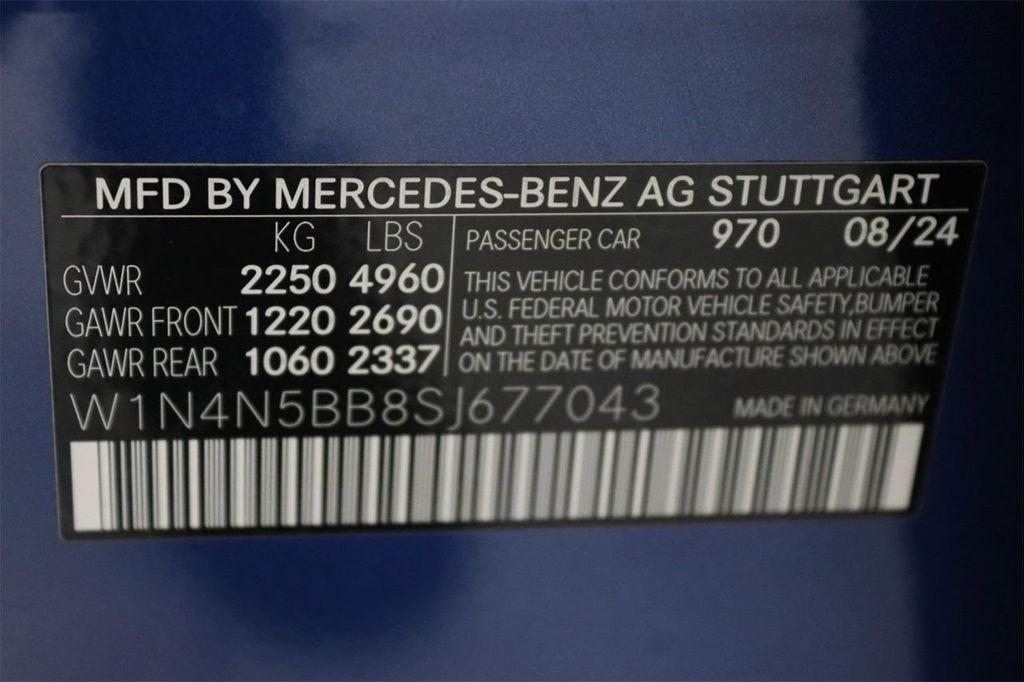 MFD BY MERCEDES-BENZ AG STUTTGART
KG LBS
GVWR 2250 4960
GAWR FRONT 1220 2690
GAWR REAR 1060 2337
PASSENGER CAR 970 08/24
THIS VEHICLE CONFORMS TO ALL APPLICABLE
U.S. FEDERAL MOTOR VEHICLE SAFETY,BUMPER
AND THEFT PREVENTION STANDARDS IN EFFECT
ON THE DATE OF MANUFACTURE SHOWN ABOVE
W1N4N5BB8SJ677043
MADE IN GERMANY